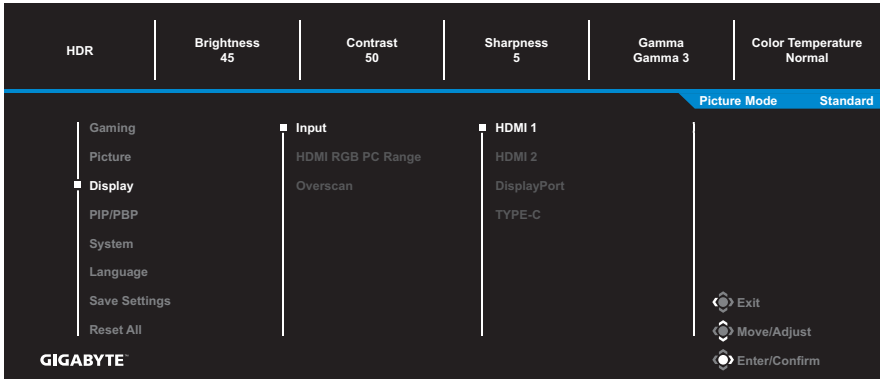 HDR
Brightness
45
Contrast
50
Sharpness
5
Gamma
Gamma 3
Color Temperature
Normal
Picture Mode Standard
Gaming
Picture
Display
PIP/PBP
System
Language
Save Settings
Reset All
Input
HDMI RGB PC Range
Overscan
HDMI 1
HDMI 2
DisplayPort
TYPE-C
Exit
Move/Adjust
Enter/Confirm
GIGABYTE™